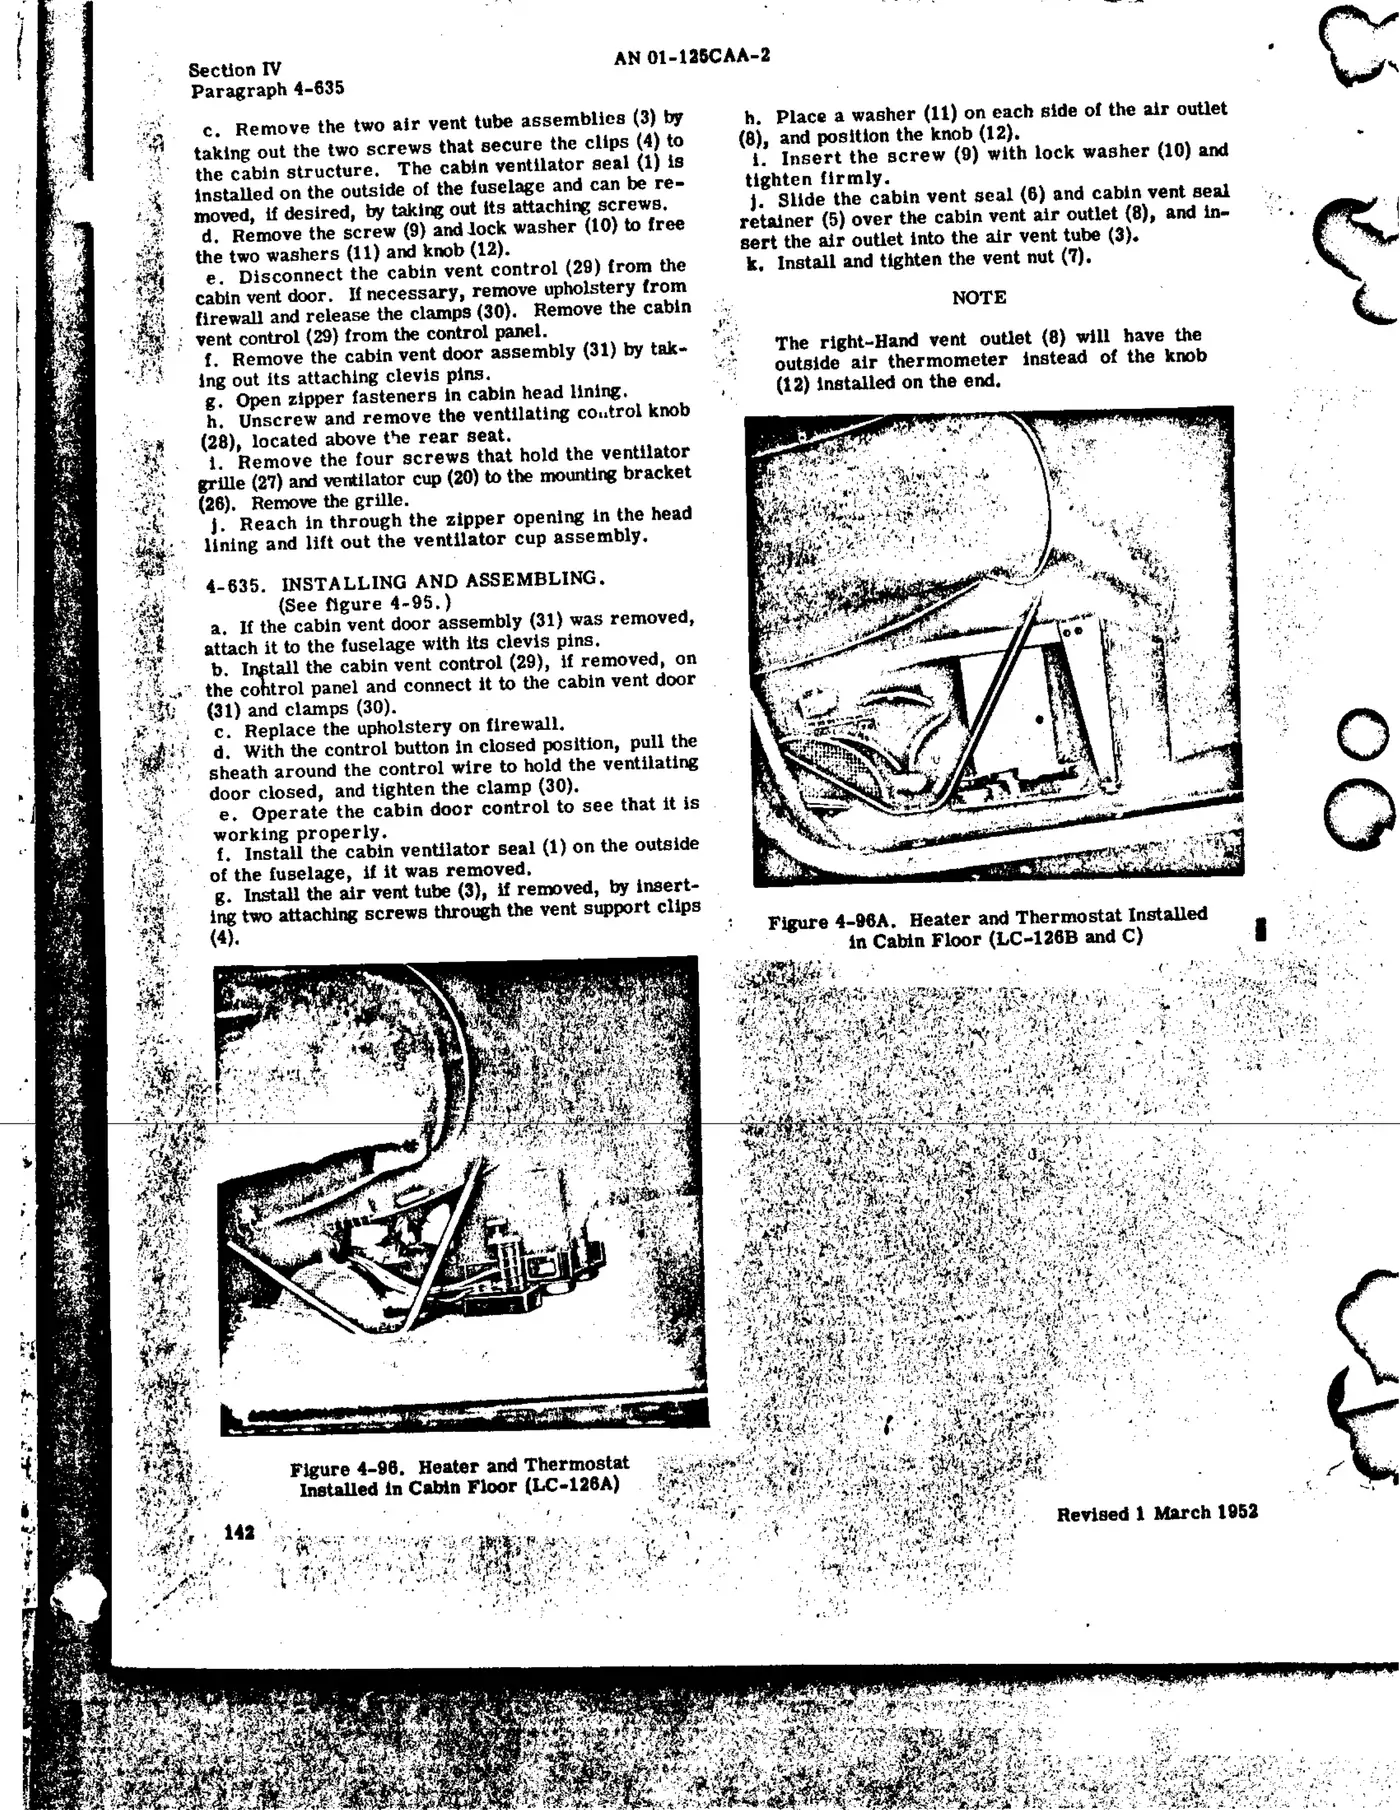 Section IV
Paragraph 4-635
AN 01-125CAA-2
c. Remove the two air vent tube assemblies (3) by
taking out the two screws that secure the clips (4) to
the cabin structure. The cabin ventilator seal (1) is
installed on the outside of the fuselage and can be re-
moved, if desired, by taking out its attaching screws.
d. Remove the screw (9) and lock washer (10) to free
the two washers (11) and knob (12).
e. Disconnect the cabin vent control (29) from the
cabin vent door. If necessary, remove upholstery from
firewall and release the clamps (30). Remove the cabin
vent control (29) from the control panel.
f. Remove the cabin vent door assembly (31) by tak-
ing out its attaching clevis pins.
g. Open zipper fasteners in cabin head lining.
h. Unscrew and remove the ventilating control knob
(28), located above the rear seat.
i. Remove the four screws that hold the ventilator
grille (27) and ventilator cup (20) to the mounting bracket
(26). Remove the grille.
j. Reach in through the zipper opening in the head
lining and lift out the ventilator cup assembly.
4-635. INSTALLING AND ASSEMBLING.
(See figure 4-95.)
a. If the cabin vent door assembly (31) was removed,
attach it to the fuselage with its clevis pins.
b. Install the cabin vent control (29), if removed, on
the control panel and connect it to the cabin vent door
(31) and clamps (30).
c. Replace the upholstery on firewall.
d. With the control button in closed position, pull the
sheath around the control wire to hold the ventilating
door closed, and tighten the clamp (30).
e. Operate the cabin door control to see that it is
working properly.
f. Install the cabin ventilator seal (1) on the outside
of the fuselage, if it was removed.
g. Install the air vent tube (3), if removed, by insert-
ing two attaching screws through the vent support clips
(4).
Figure 4-96. Heater and Thermostat
Installed in Cabin Floor (LC-126A)
142
h. Place a washer (11) on each side of the air outlet
(8), and position the knob (12).
i. Insert the screw (9) with lock washer (10) and
tighten firmly.
j. Slide the cabin vent seal (6) and cabin vent seal
retainer (5) over the cabin vent air outlet (8), and in-
sert the air outlet into the air vent tube (3).
k. Install and tighten the vent nut (7).
NOTE
The right-Hand vent outlet (8) will have the
outside air thermometer instead of the knob
(12) installed on the end.
Figure 4-96A. Heater and Thermostat Installed
in Cabin Floor (LC-126B and C)
Revised 1 March 1952